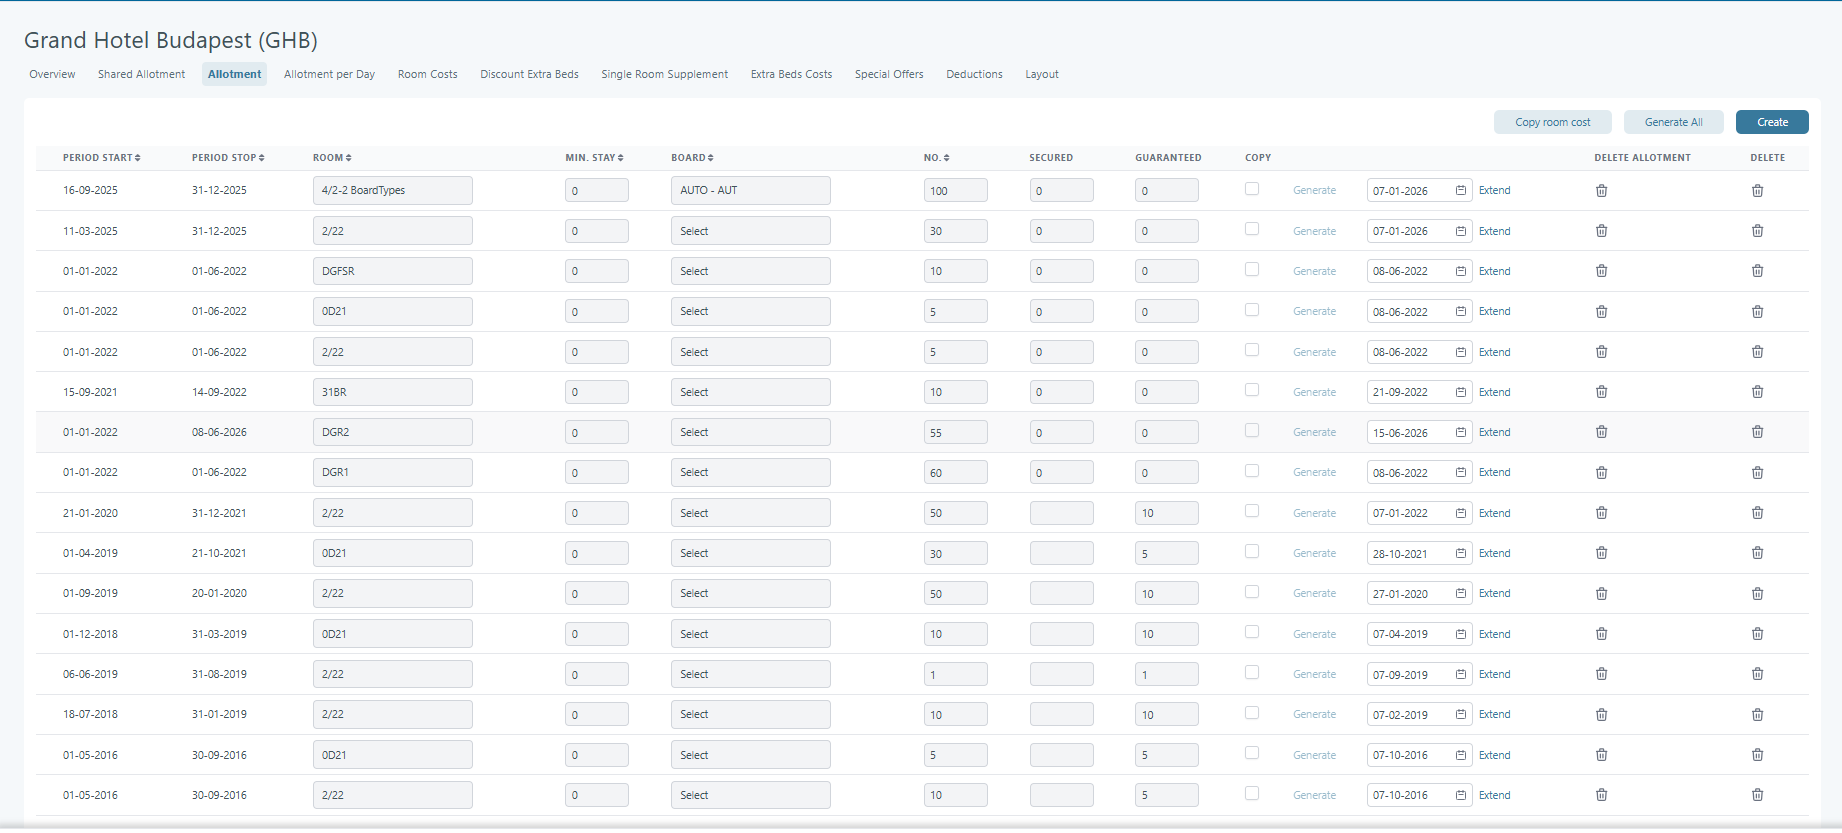 Grand Hotel Budapest (GHB)
Overview Shared Allotment Allotment Allotment per Day Room Costs Discount Extra Beds Single Room Supplement Extra Beds Costs Special Offers Deductions Layout
Copy room cost Generate All Create
PERIOD START PERIOD STOP ROOM MIN. STAY BOARD NO. SECURED GUARANTEED COPY DELETE ALLOTMENT DELETE
16-09-2025 31-12-2025 4/2-2 BoardTypes 0 AUTO - AUT 100 0 0 Generate 07-01-2026 Extend
11-03-2025 31-12-2025 2/22 0 Select 30 0 0 Generate 07-01-2026 Extend
01-01-2022 01-06-2022 DGFSR 0 Select 10 0 0 Generate 08-06-2022 Extend
01-01-2022 01-06-2022 0D21 0 Select 5 0 0 Generate 08-06-2022 Extend
01-01-2022 01-06-2022 2/22 0 Select 5 0 0 Generate 08-06-2022 Extend
15-09-2021 14-09-2022 31BR 0 Select 10 0 0 Generate 21-09-2022 Extend
01-01-2022 08-06-2026 DGR2 0 Select 55 0 0 Generate 15-06-2026 Extend
01-01-2022 01-06-2022 DGR1 0 Select 60 0 0 Generate 08-06-2022 Extend
21-01-2020 31-12-2021 2/22 0 Select 50 10 Generate 07-01-2022 Extend
01-04-2019 21-10-2021 0D21 0 Select 30 5 Generate 28-10-2021 Extend
01-09-2019 20-01-2020 2/22 0 Select 50 10 Generate 27-01-2020 Extend
01-12-2018 31-03-2019 0D21 0 Select 10 10 Generate 07-04-2019 Extend
06-06-2019 31-08-2019 2/22 0 Select 1 1 Generate 07-09-2019 Extend
18-07-2018 31-01-2019 2/22 0 Select 10 10 Generate 07-02-2019 Extend
01-05-2016 30-09-2016 0D21 0 Select 5 5 Generate 07-10-2016 Extend
01-05-2016 30-09-2016 2/22 0 Select 10 5 Generate 07-10-2016 Extend